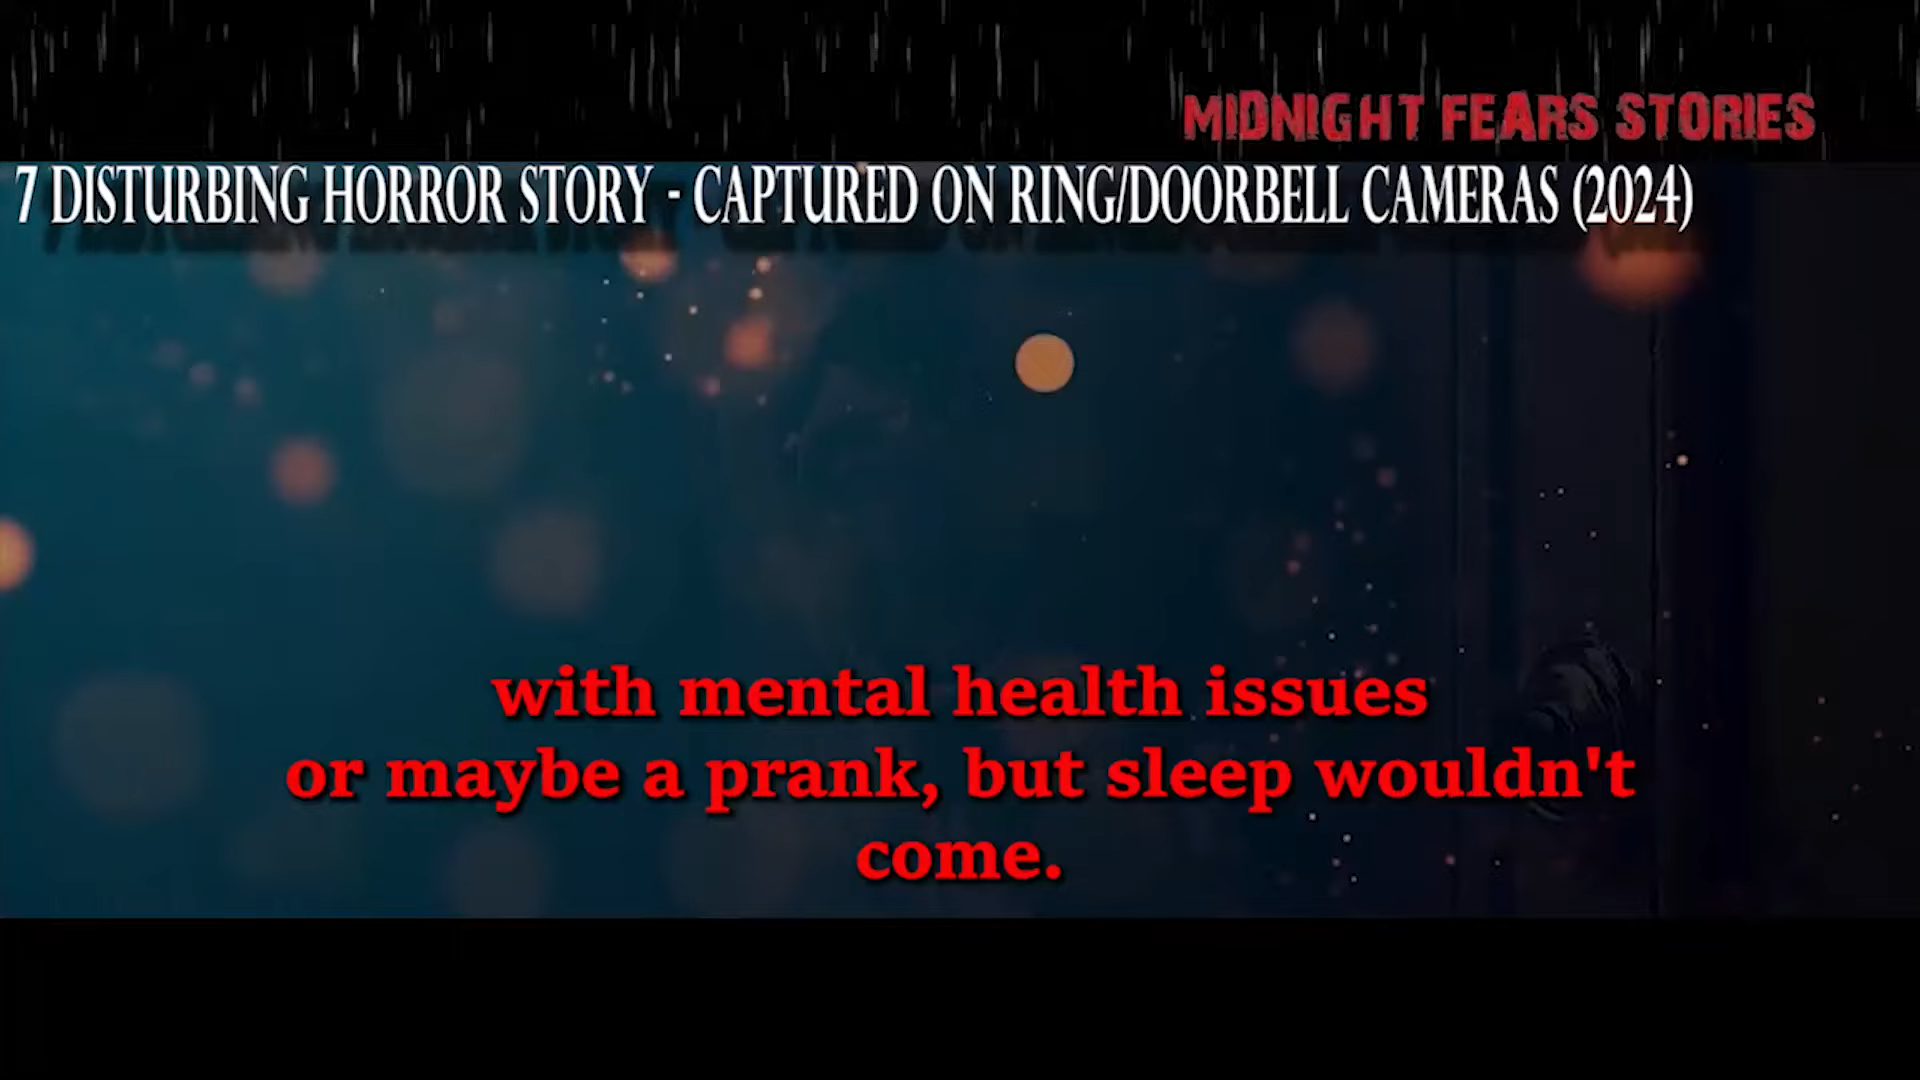 MIDNIGHT FEARS STORIES
7 DISTURBING HORROR STORY - CAPTURED ON RING/DOORBELL CAMERAS (2024)
with mental health issues
or maybe a prank, but sleep wouldn't
come.